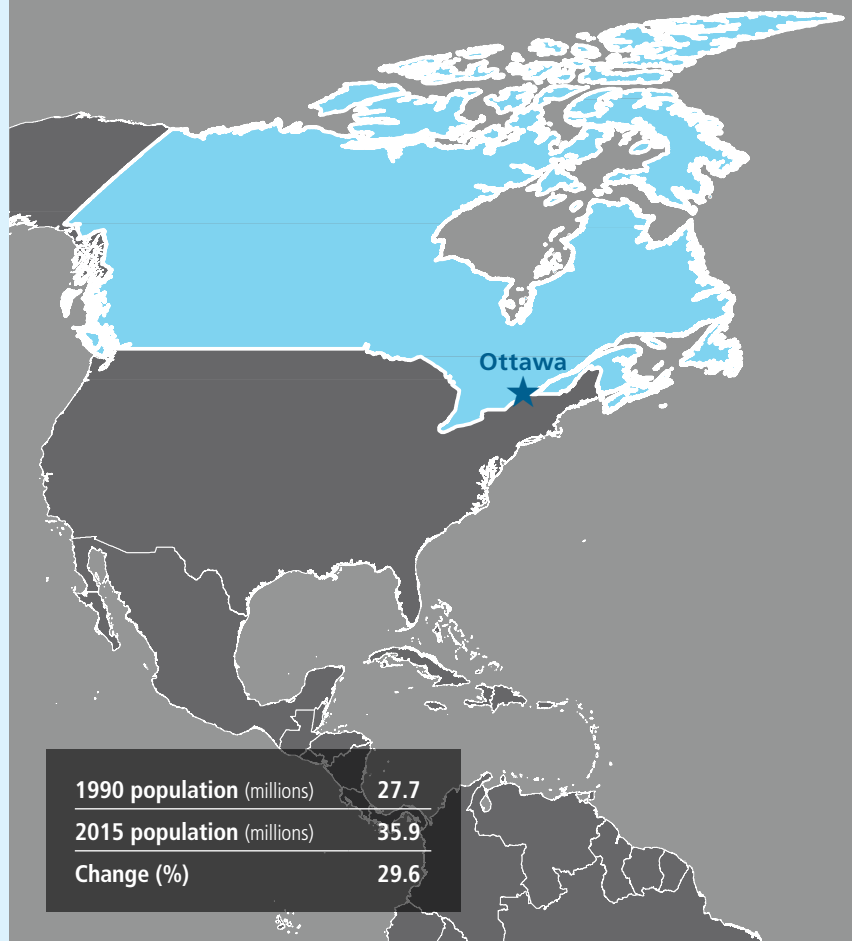 Ottawa
1990 population (millions) 27.7
2015 population (millions) 35.9
Change (%) 29.6